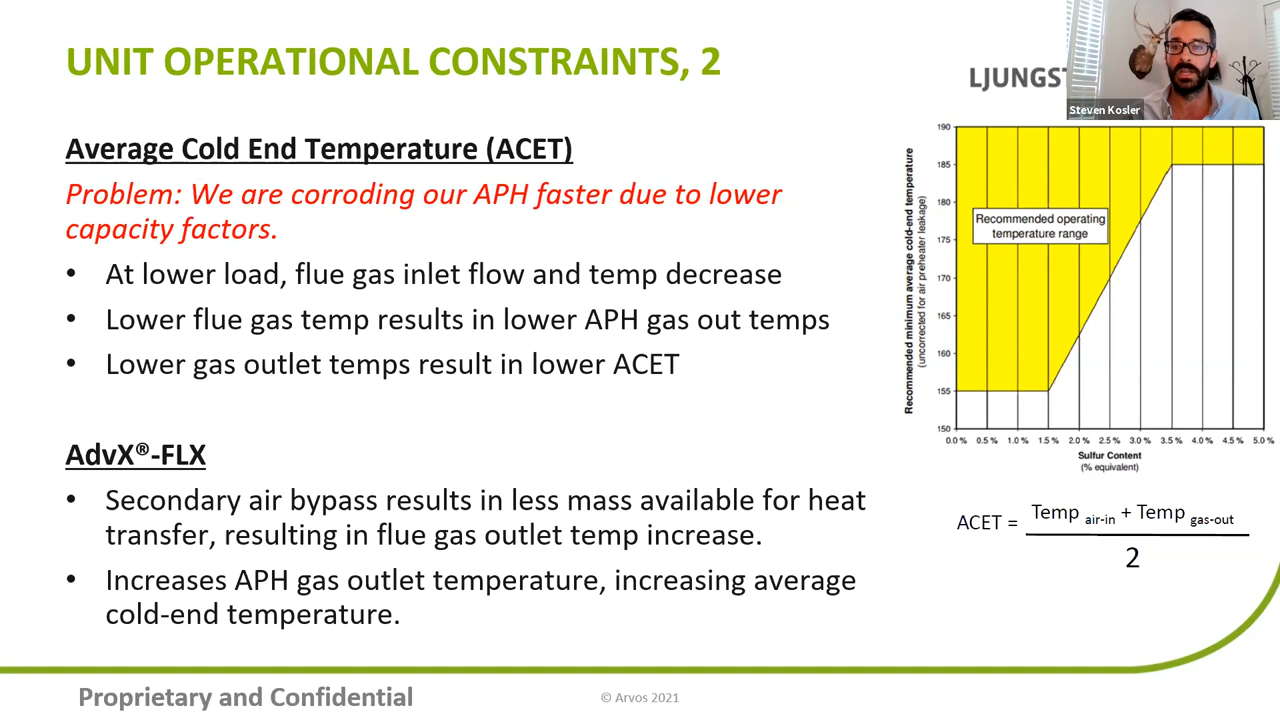 UNIT OPERATIONAL CONSTRAINTS, 2
Steven Kosler
Average Cold End Temperature (ACET)
Problem: We are corroding our APH faster due to lower
capacity factors.
• At lower load, flue gas inlet flow and temp decrease
• Lower flue gas temp results in lower APH gas out temps
• Lower gas outlet temps result in lower ACET
AdvX®-FLX
• Secondary air bypass results in less mass available for heat
transfer, resulting in flue gas outlet temp increase.
• Increases APH gas outlet temperature, increasing average
cold-end temperature.
Recommended minimum average cold-end temperature
(uncorrected for air preheater leakage)
190
185
180
175
170
165
160
155
150
Recommended operating
temperature range
0.0 % 0.5 % 1.0 % 1.5 % 2.0 % 2.5 % 3.0 % 3.5 % 4.0 % 4.5 % 5.0 %
Sulfur Content
(% equivalent)
ACET = Temp air-in + Temp gas-out
2
Proprietary and Confidential
© Arvos 2021